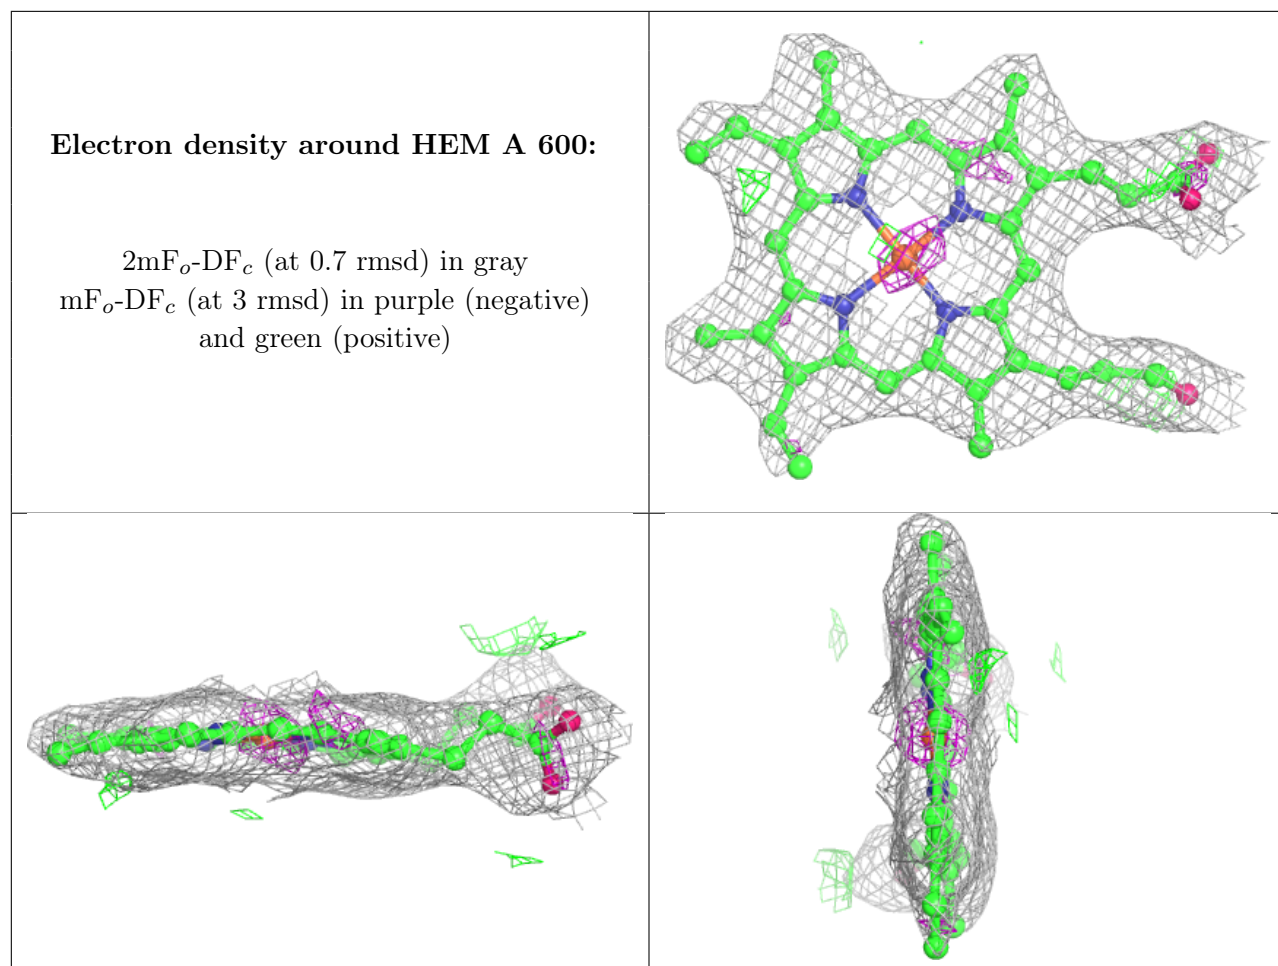 Electron density around HEM A 600:
2mFo-DFc (at 0.7 rmsd) in gray
mFo-DFc (at 3 rmsd) in purple (negative)
and green (positive)